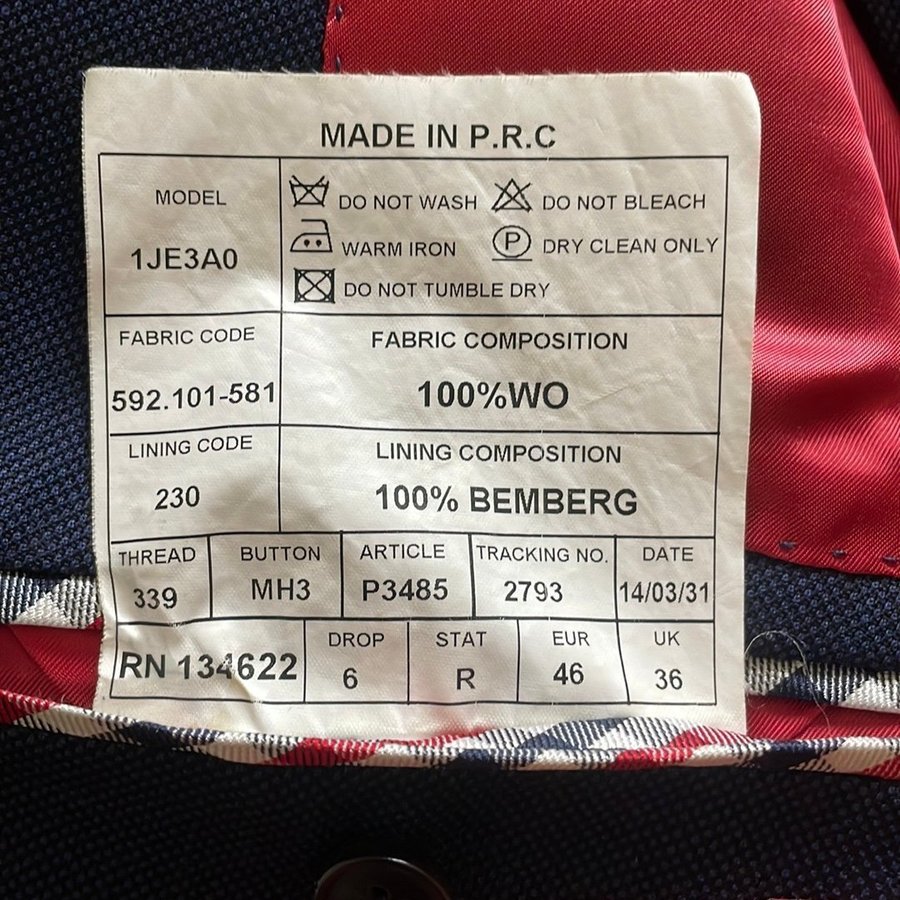 MADE IN P.R.C
MODEL
1JE3A0
DO NOT WASH DO NOT BLEACH
WARM IRON P DRY CLEAN ONLY
DO NOT TUMBLE DRY
FABRIC CODE FABRIC COMPOSITION
592.101-581 100%WO
LINING CODE LINING COMPOSITION
230 100% BEMBERG
THREAD BUTTON ARTICLE TRACKING NO. DATE
339 MH3 P3485 2793 14/03/31
RN 134622 DROP STAT EUR UK
6 R 46 36